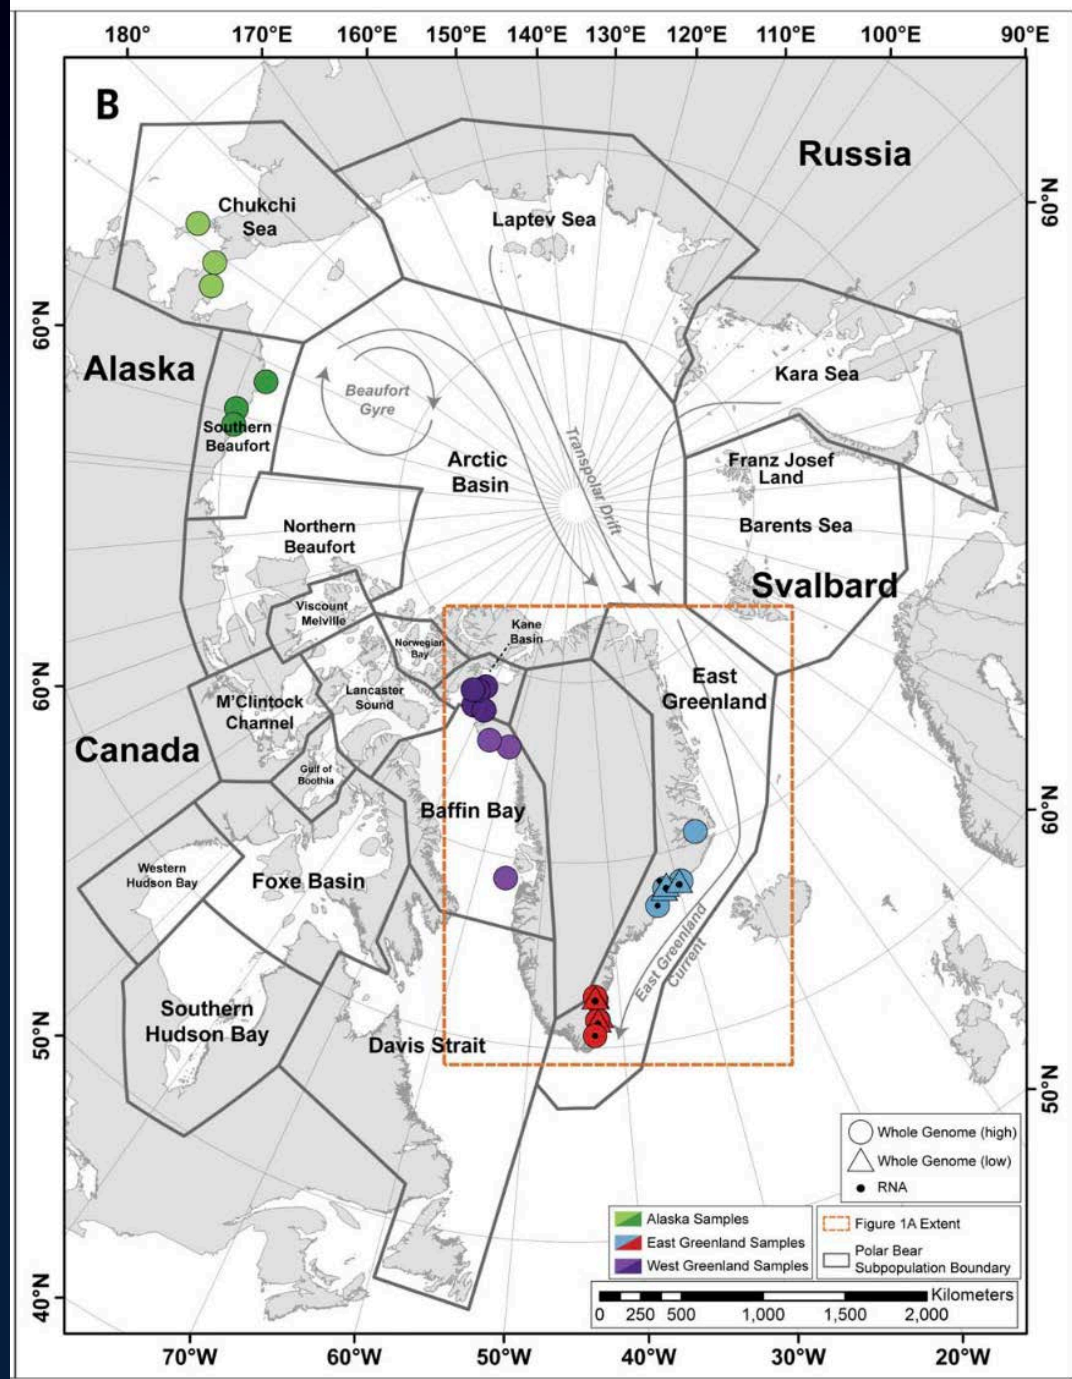 180°
170°E
160°E
150°E
140°E
130°E
120°E
110°E
100°E
90°E
B
Russia
60°N
Chukchi
Sea
Laptev Sea
60°N
Alaska
Kara Sea
Beaufort
Gyre
Southern
Beaufort
Transpolar Drift
Arctic
Basin
Franz Josef
Land
Northern
Beaufort
Barents Sea
Svalbard
Viscount
Melville
Kane
Basin
Norwegian
Bay
60°N
East
Greenland
M'Clintock
Channel
Lancaster
Sound
Canada
Gulf of
Boothia
Baffin Bay
60°N
Western
Hudson Bay
Foxe Basin
East Greenland
Current
Southern
Hudson Bay
Davis Strait
50°N
50°N
Whole Genome (high)
Whole Genome (low)
RNA
Alaska Samples
East Greenland Samples
West Greenland Samples
Figure 1A Extent
Polar Bear
Subpopulation Boundary
Kilometers
0 250 500 1,000 1,500 2,000
40°N
70°W
60°W
50°W
40°W
30°W
20°W